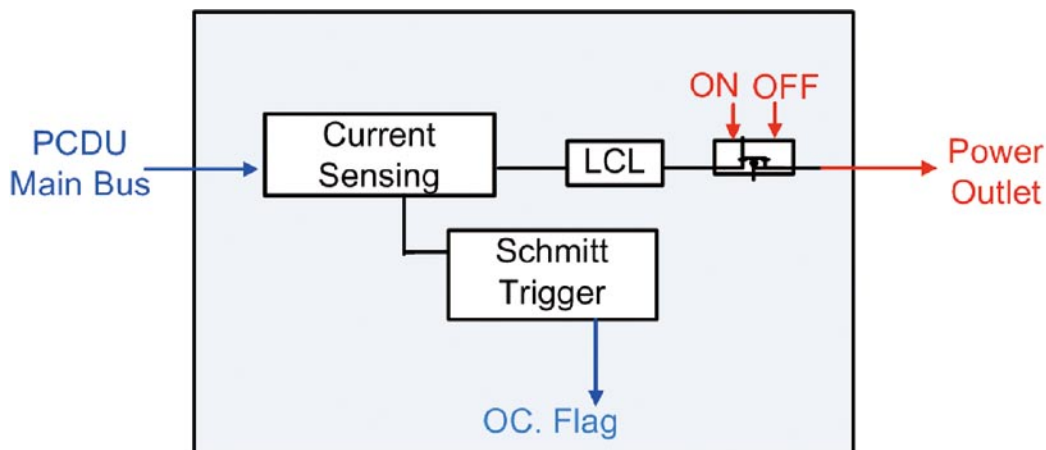 ON OFF
PCDU
Main Bus
Current
Sensing
LCL
Power
Outlet
Schmitt
Trigger
OC. Flag